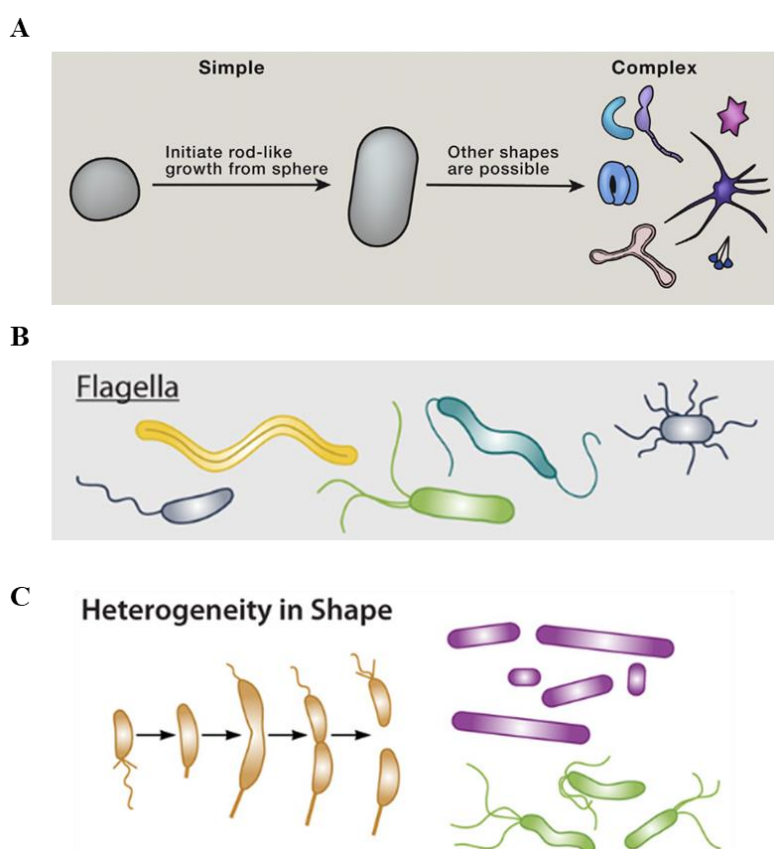 A
Simple
Complex
Initiate rod-like
growth from sphere
Other shapes
are possible
B
Flagella
C
Heterogeneity in Shape